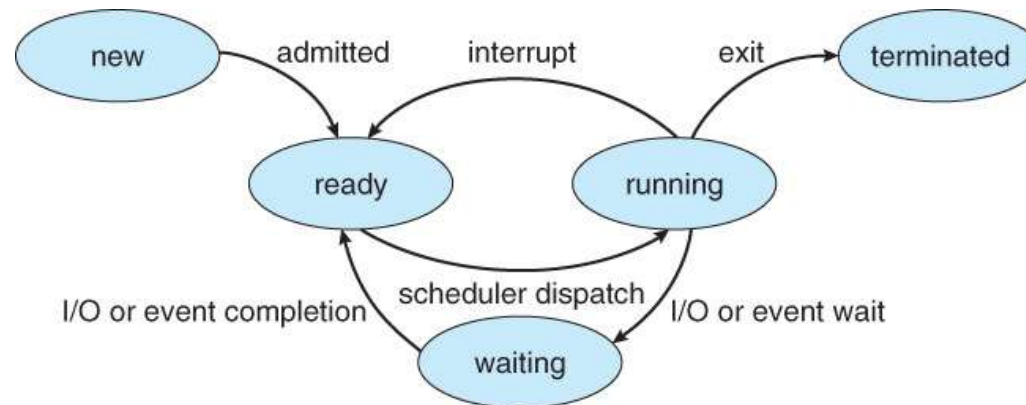 new
admitted
interrupt
exit
terminated
ready
running
I/O or event completion
scheduler dispatch
I/O or event wait
waiting